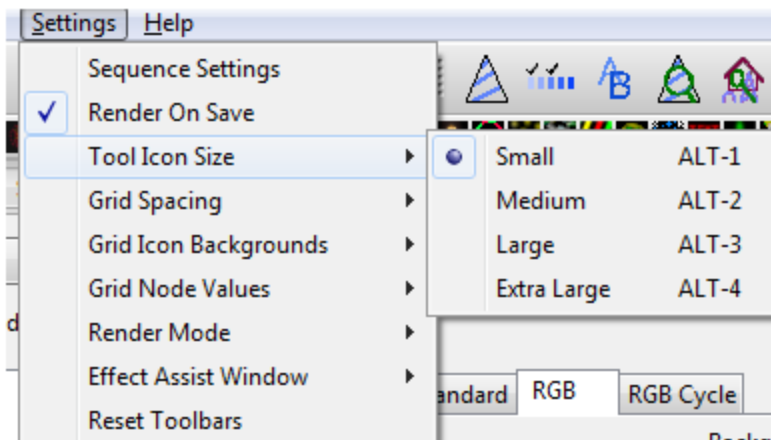 Settings Help
Sequence Settings
Render On Save
Tool Icon Size
Small ALT-1
Grid Spacing
Medium ALT-2
Grid Icon Backgrounds
Large ALT-3
Grid Node Values
Extra Large ALT-4
Render Mode
Effect Assist Window
andard RGB RGB Cycle
Reset Toolbars